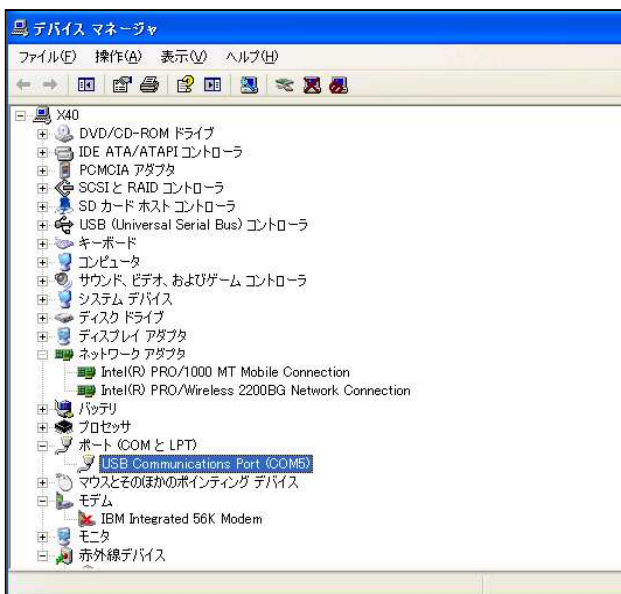 デバイス マネージャ
ファイル(F) 操作(A) 表示(V) ヘルプ(H)
X40
DVD/CD-ROM ドライブ
IDE ATA/ATAPI コントローラ
PCMCIA アダプタ
SCSI と RAID コントローラ
SD カード ホスト コントローラ
USB (Universal Serial Bus) コントローラ
キーボード
コンピュータ
サウンド、ビデオ、およびゲーム コントローラ
システム デバイス
ディスク ドライブ
ディスプレイ アダプタ
ネットワーク アダプタ
Intel(R) PRO/1000 MT Mobile Connection
Intel(R) PRO/Wireless 2200BG Network Connection
バッテリ
プロセッサ
ポート (COM と LPT)
USB Communications Port (COM5)
マウスとそのほかのポインティング デバイス
モデム
IBM Integrated 56K Modem
モニタ
赤外線デバイス